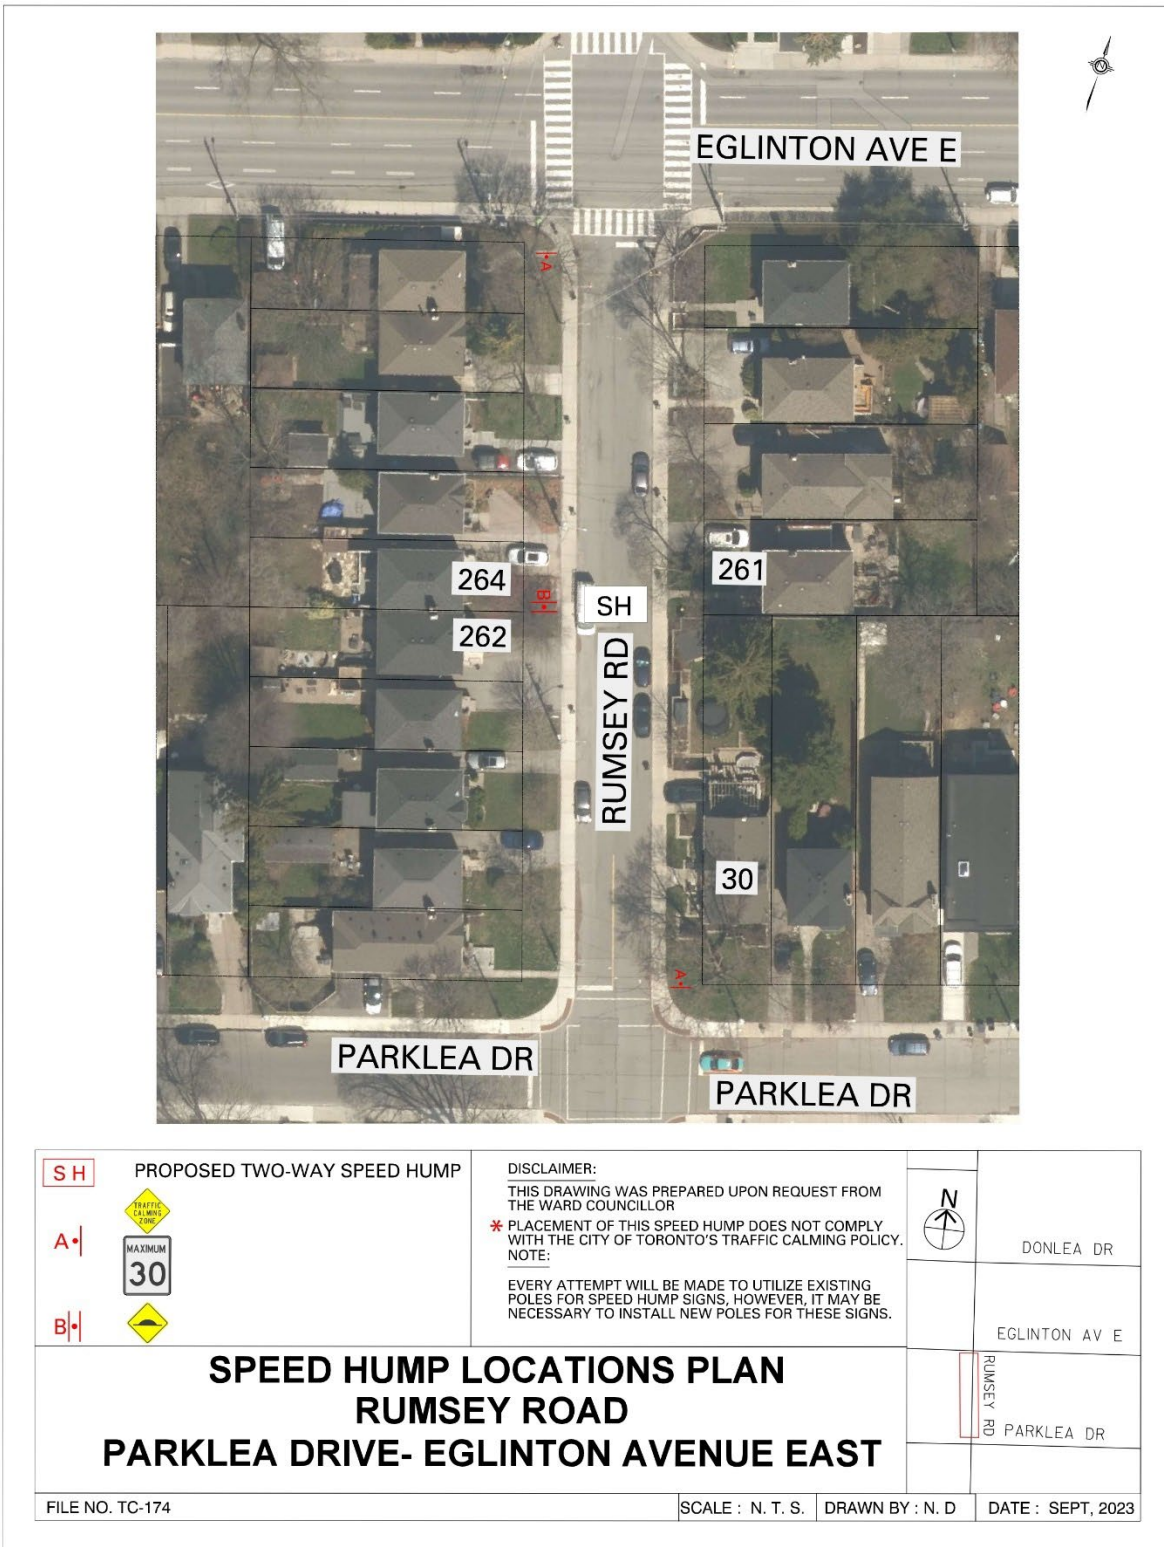 N
EGLINTON AVE E
A
264
261
B
SH
262
RUMSEY RD
30
A
PARKLEA DR
PARKLEA DR
SH
PROPOSED TWO-WAY SPEED HUMP
TRAFFIC
CALMING
ZONE
A
MAXIMUM
30
B
DISCLAIMER:
THIS DRAWING WAS PREPARED UPON REQUEST FROM
THE WARD COUNCILLOR
* PLACEMENT OF THIS SPEED HUMP DOES NOT COMPLY
WITH THE CITY OF TORONTO'S TRAFFIC CALMING POLICY.
NOTE:
EVERY ATTEMPT WILL BE MADE TO UTILIZE EXISTING
POLES FOR SPEED HUMP SIGNS, HOWEVER, IT MAY BE
NECESSARY TO INSTALL NEW POLES FOR THESE SIGNS.
N
DONLEA DR
EGLINTON AV E
RUMSEY RD
PARKLEA DR
SPEED HUMP LOCATIONS PLAN
RUMSEY ROAD
PARKLEA DRIVE- EGLINTON AVENUE EAST
FILE NO. TC-174
SCALE : N. T. S.
DRAWN BY : N. D
DATE : SEPT, 2023